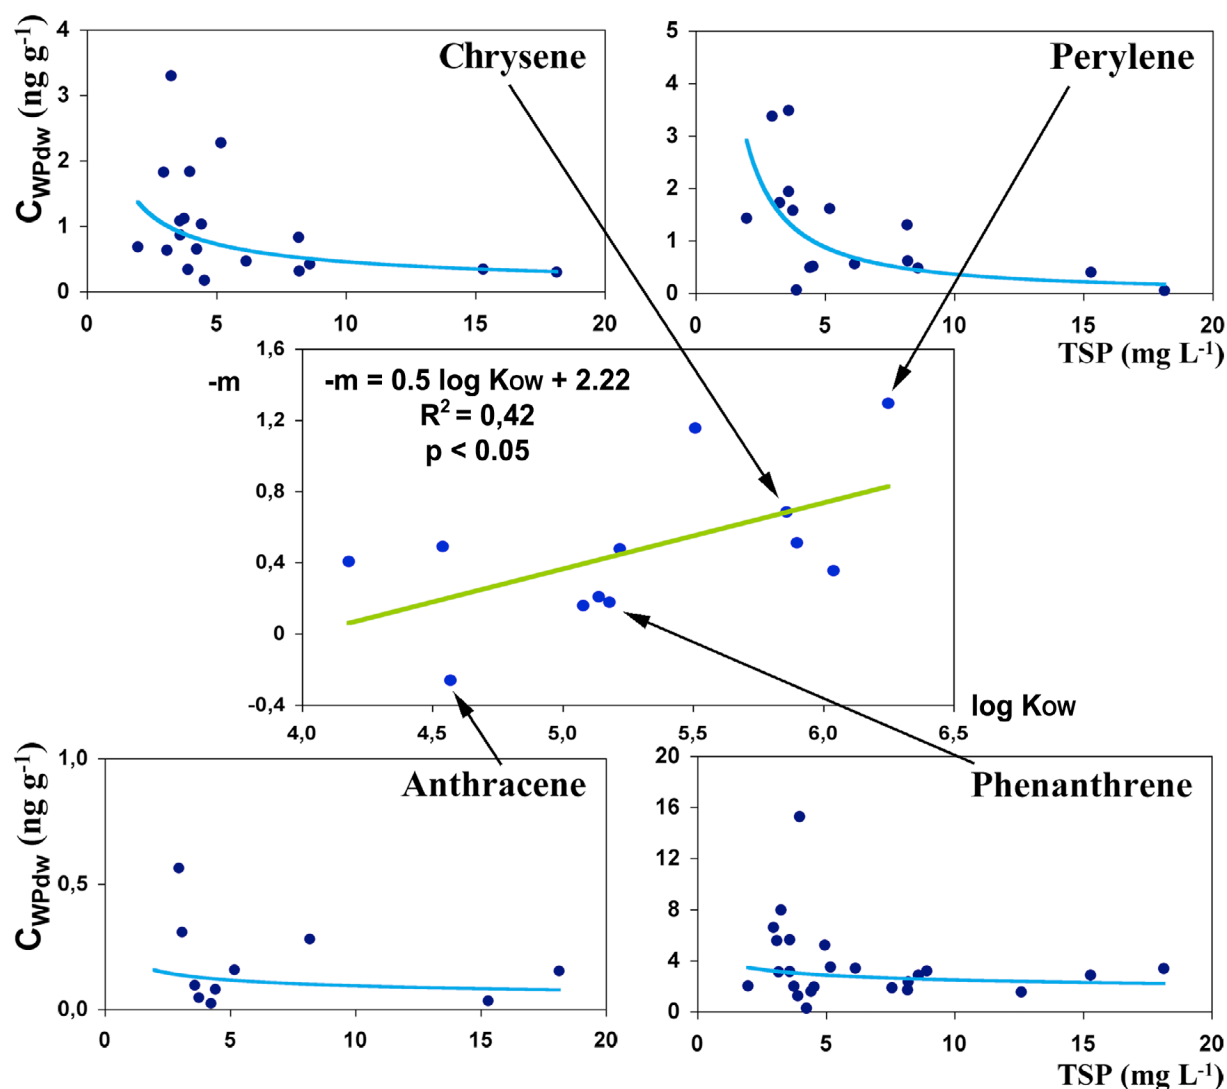 Chrysene
Perylene
CWPdw (ng g-1)
4
3
2
1
0
0 5 10 15 20
5
4
3
2
1
0
0 5 10 15 20
TSP (mg L-1)
-m
-m = 0.5 log KOW + 2.22
R2 = 0,42
p < 0.05
1,6
1,2
0,8
0,4
0
-0,4
4,0 4,5 5,0 5,5 6,0 6,5
log KOW
Anthracene
Phenanthrene
CWPdw (ng g-1)
1,0
0,5
0,0
0 5 10 15 20
20
16
12
8
4
0
0 5 10 15 20
TSP (mg L-1)